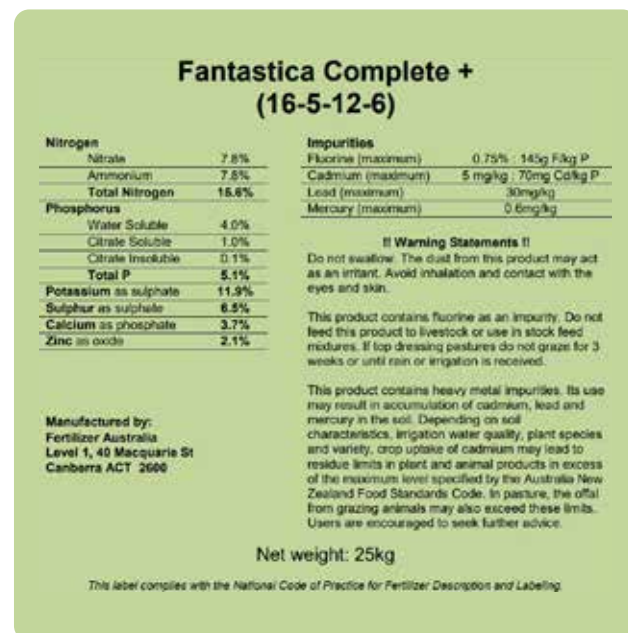 Fantastica Complete +
(16-5-12-6)
Nitrogen
Nitrate 7.8%
Ammonium 7.8%
Total Nitrogen 15.6%
Phosphorus
Water Soluble 4.0%
Citrate Soluble 1.0%
Citrate Insoluble 0.1%
Total P 5.1%
Potassium as sulphate 11.9%
Sulphur as sulphate 6.5%
Calcium as phosphate 3.7%
Zinc as oxide 2.1%
Manufactured by:
Fertilizer Australia
Level 1, 40 Macquarie St
Canberra ACT 2600
Impurities
Fluorine (maximum) 0.75% : 145g F/kg P
Cadmium (maximum) 5 mg/kg : 70mg Cd/kg P
Lead (maximum) 30mg/kg
Mercury (maximum) 0.6mg/kg
!! Warning Statements !!
Do not swallow. The dust from this product may act
as an irritant. Avoid inhalation and contact with the
eyes and skin.
This product contains fluorine as an impurity. Do not
feed this product to livestock or use in stock feed
mixtures. If top dressing pastures do not graze for 3
weeks or until rain or irrigation is received.
This product contains heavy metal impurities. Its use
may result in accumulation of cadmium, lead and
mercury in the soil. Depending on soil
characteristics, irrigation water quality, plant species
and variety, crop uptake of cadmium may lead to
residue limits in plant and animal products in excess
of the maximum level specified by the Australia New
Zealand Food Standards Code. In pasture, the offal
from grazing animals may also exceed these limits.
Users are encouraged to seek further advice.
Net weight: 25kg
This label complies with the National Code of Practice for Fertilizer Description and Labeling.